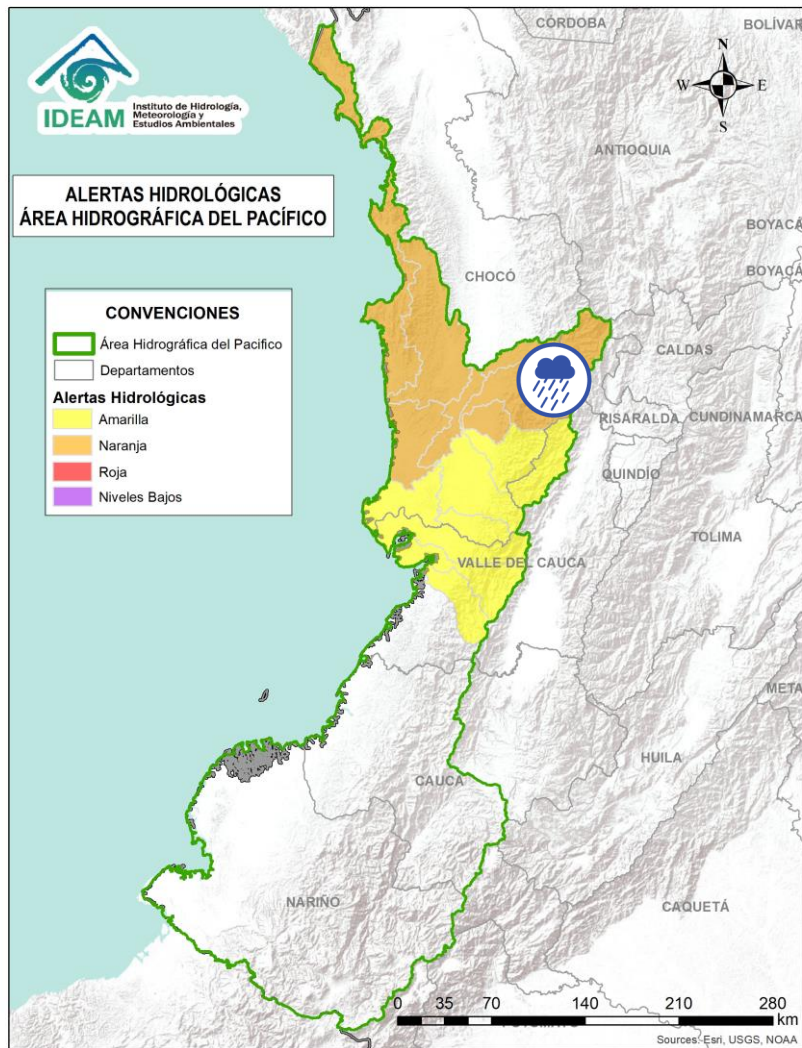 IDEAM
Instituto de Hidrología,
Meteorología y
Estudios Ambientales
ALERTAS HIDROLÓGICAS
ÁREA HIDROGRÁFICA DEL PACÍFICO
CONVENCIONES
Área Hidrográfica del Pacifico
Departamentos
Alertas Hidrológicas
Amarilla
Naranja
Roja
Niveles Bajos
N
W
E
S
CÓRDOBA
BOLÍVAR
ANTIOQUIA
BOYACÁ
CHOCÓ
BOYACÁ
CALDAS
RISARALDA
CUNDINAMARCA
QUINDÍO
TOLIMA
VALLE DEL CAUCA
META
HUILA
CAUCA
NARIÑO
CAQUETÁ
0 35 70 140 210 280
km
Sources: Esri, USGS, NOAA